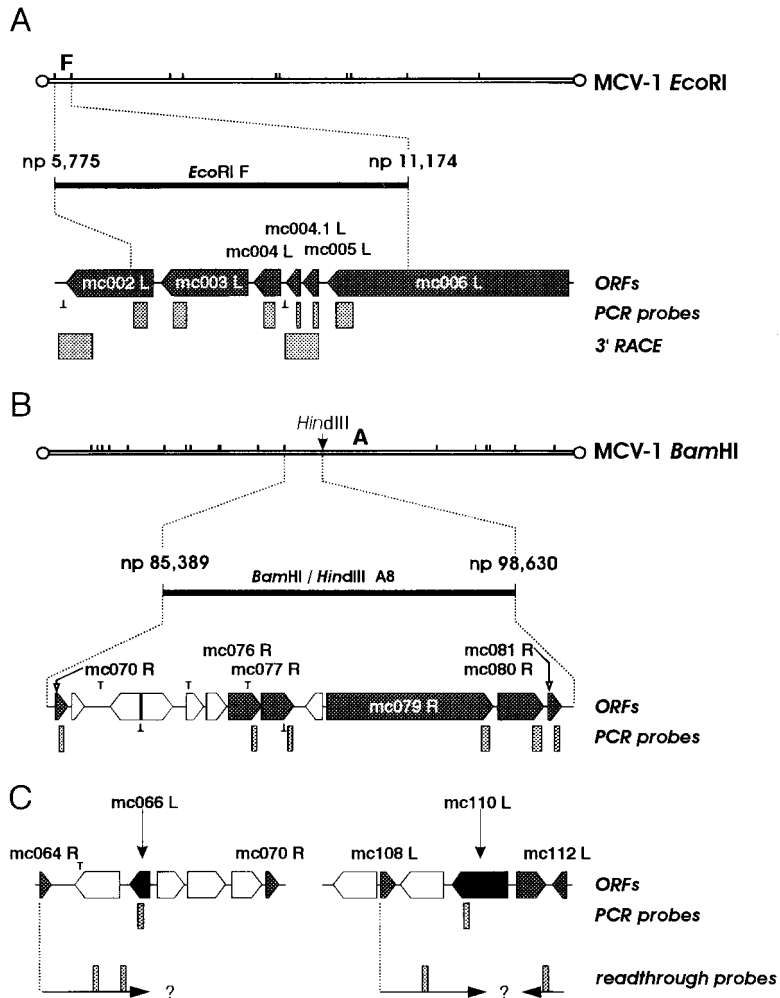 A
F
MCV-1 EcoRI
np 5,775
np 11,174
EcoRI F
mc004.1 L
mc004 L
mc005 L
mc002 L
mc003 L
mc006 L
ORFs
PCR probes
3' RACE
B
HindIII
A
MCV-1 BamHI
np 85,389
np 98,630
BamHI / HindIII A8
mc076 R
mc081 R
mc070 R
mc077 R
mc080 R
T
T
T
mc079 R
ORFs
PCR probes
C
mc066 L
mc110 L
mc064 R
T
mc070 R
mc108 L
mc112 L
ORFs
PCR probes
?
?
readthrough probes